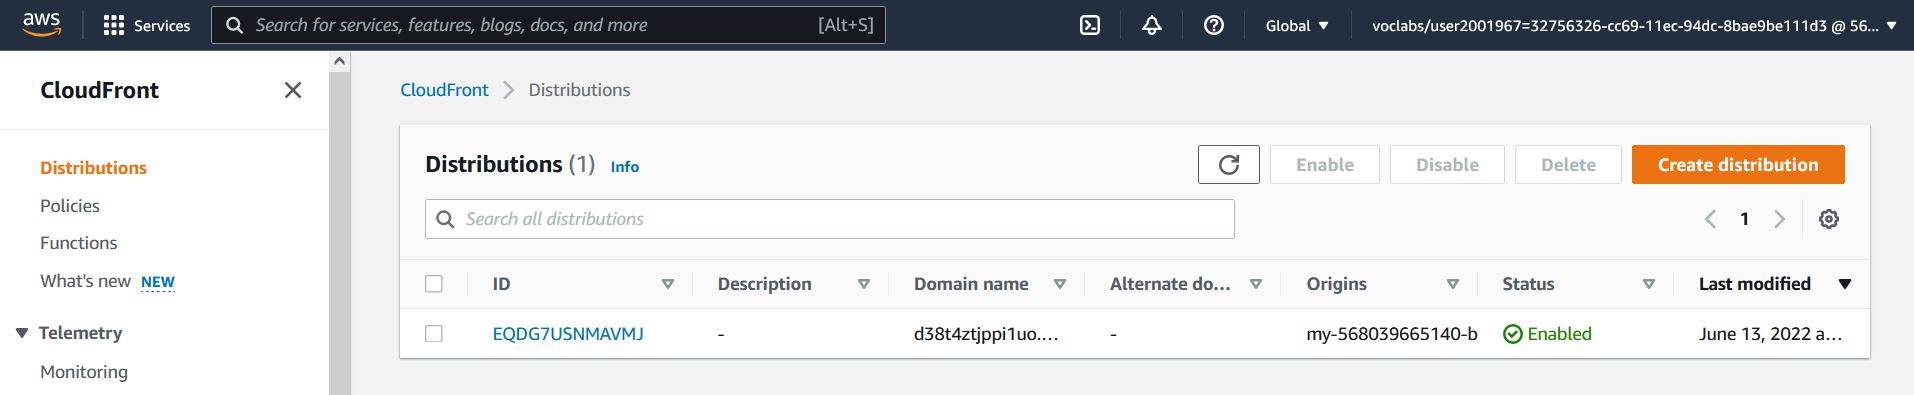 aws
Services
Search for services, features, blogs, docs, and more
[Alt+S]
Global
voclabs/user2001967=32756326-cc69-11ec-94dc-8bae9be111d3 @ 56...
CloudFront
Distributions
Policies
Functions
What's new NEW
Telemetry
Monitoring
CloudFront > Distributions
Distributions (1) Info
Enable
Disable
Delete
Create distribution
Search all distributions
1
ID Description Domain name Alternate do... Origins Status Last modified
EQDG7USNMAVMJ - d38t4ztjppi1uo.... - my-568039665140-b Enabled June 13, 2022 a...